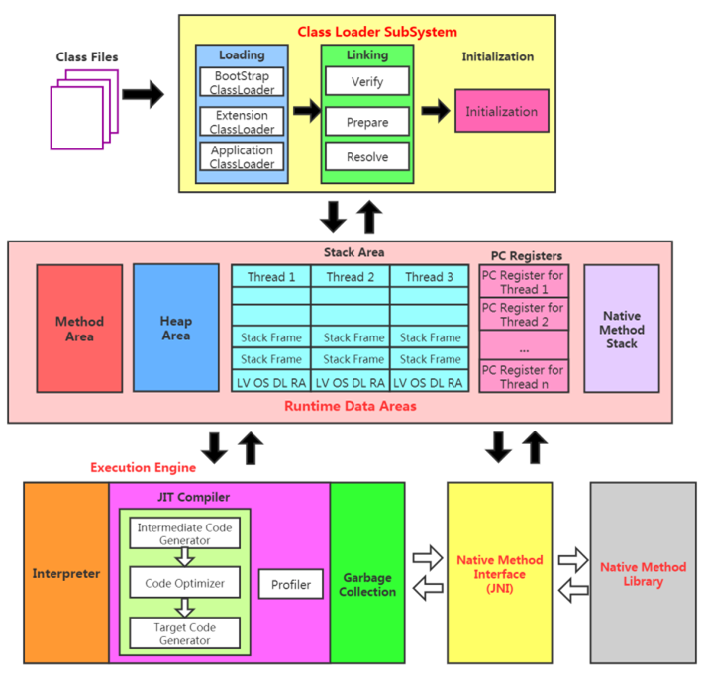 Class Loader SubSystem
Class Files
Loading
BootStrap
ClassLoader
Extension
ClassLoader
Application
ClassLoader
Linking
Verify
Prepare
Resolve
Initialization
Initialization
Stack Area
PC Registers
Method
Area
Heap
Area
Thread 1 Thread 2 Thread 3
Stack Frame Stack Frame Stack Frame
Stack Frame Stack Frame Stack Frame
LV OS DL RA LV OS DL RA LV OS DL RA
PC Register for
Thread 1
PC Register for
Thread 2
...
PC Register for
Thread n
Native
Method
Stack
Runtime Data Areas
Execution Engine
Interpreter
JIT Compiler
Intermediate Code
Generator
Code Optimizer
Target Code
Generator
Profiler
Garbage
Collection
Native Method
Interface
(JNI)
Native Method
Library